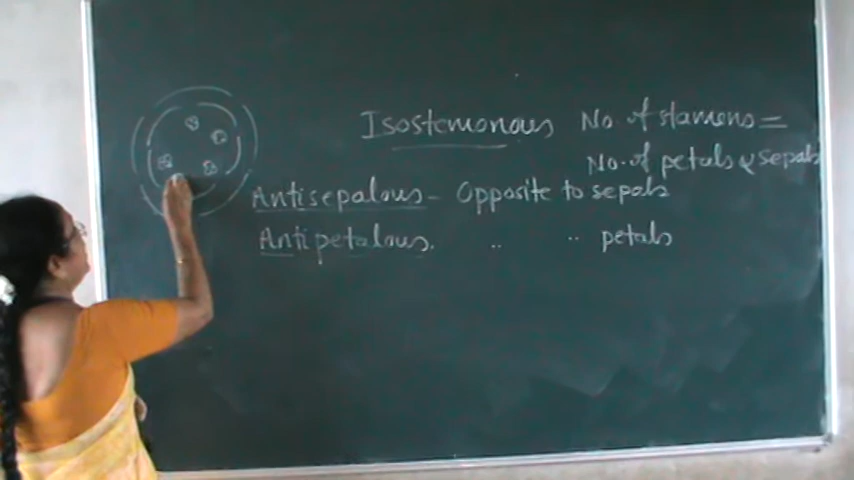 Isostemonous No. of stamens =
No. of petals & sepals
Antisepalous - Opposite to sepals
Antipetalous. " " petals